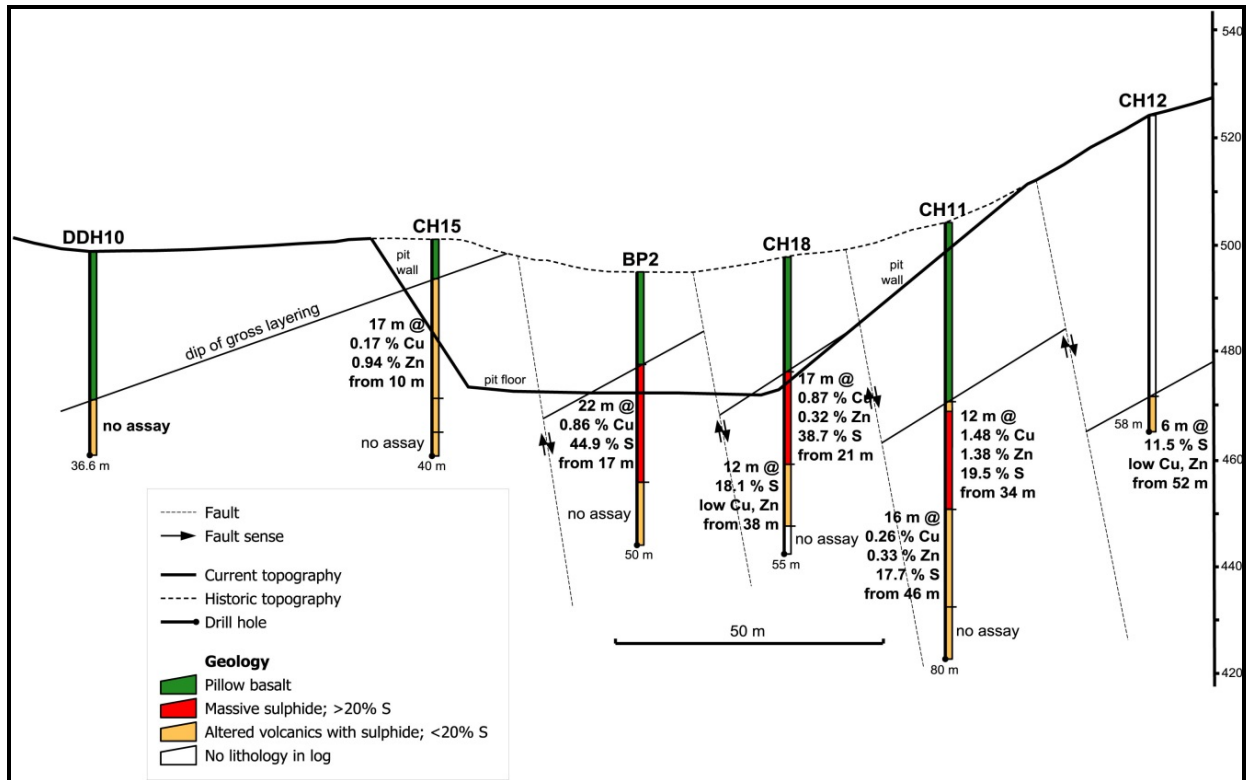 540
CH12
520
CH11
DDH10
CH15
CH18
BP2
500
pit
wall
pit
wall
dip of gross layering
17 m @
0.17 % Cu
0.94 % Zn
from 10 m
pit floor
480
17 m @
0.87 % Cu
0.32 % Zn
38.7 % S
from 21 m
22 m @
0.86 % Cu
44.9 % S
from 17 m
12 m @
1.48 % Cu
1.38 % Zn
19.5 % S
from 34 m
58 m
6 m @
11.5 % S
low Cu, Zn
from 52 m
no assay
36.6 m
no assay
40 m
460
12 m @
18.1 % S
low Cu, Zn
from 38 m
no assay
50 m
no assay
55 m
16 m @
0.26 % Cu
0.33 % Zn
17.7 % S
from 46 m
440
no assay
80 m
420
50 m
Fault
Fault sense
Current topography
Historic topography
Drill hole
Geology
Pillow basalt
Massive sulphide; >20% S
Altered volcanics with sulphide; <20% S
No lithology in log